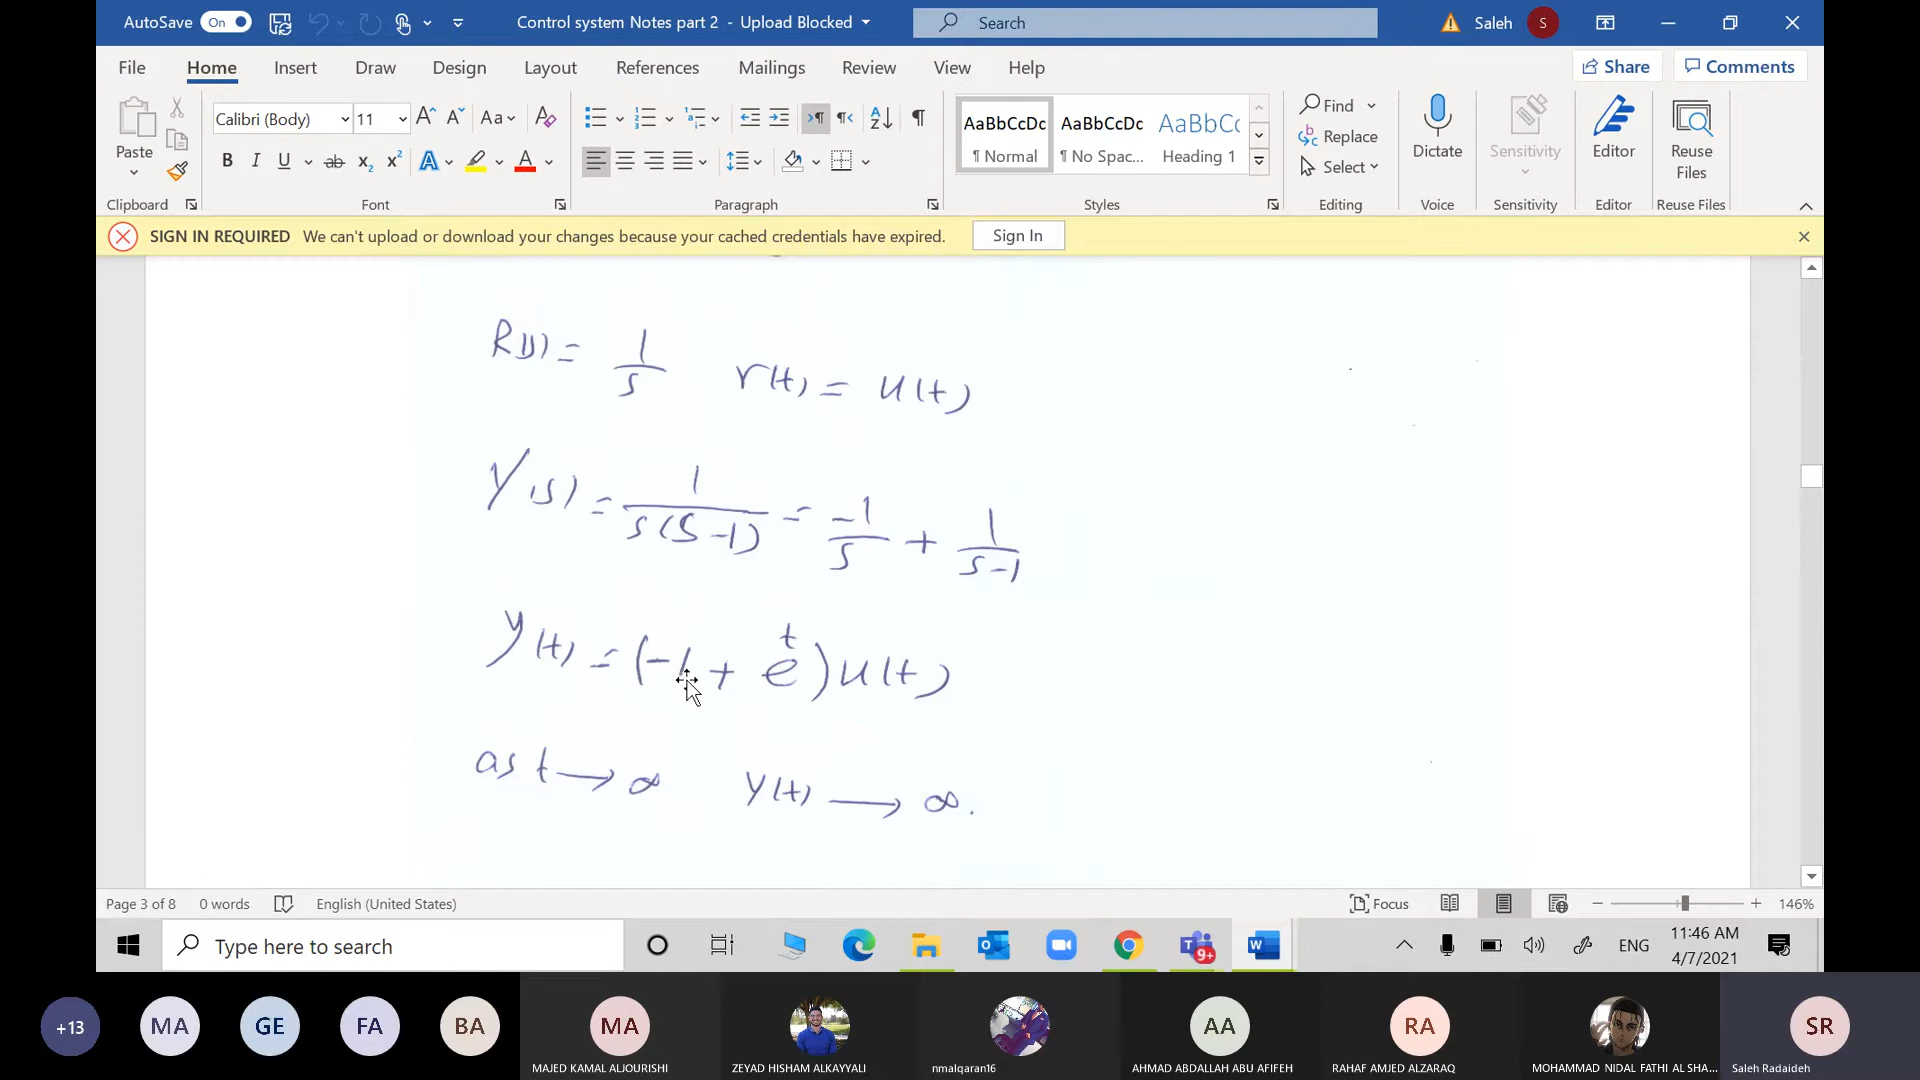 AutoSave On Control system Notes part 2 - Upload Blocked Search Saleh S
File Home Insert Draw Design Layout References Mailings Review View Help Share Comments
Paste Calibri (Body) 11 Aa AaBbCcDc AaBbCcDc AaBbCc Find Replace Select Dictate Sensitivity Editor Reuse Files
B I U ab x₂ x² A A ¶ Normal ¶ No Spac... Heading 1
Clipboard Font Paragraph Styles Editing Voice Sensitivity Editor Reuse Files
SIGN IN REQUIRED We can't upload or download your changes because your cached credentials have expired. Sign In
R(s) = 1/s r(t) = u(t)
Y(s) = 1/s(s-1) = -1/s + 1/s-1
y(t) = (-1 + e^t) u(t)
as t → ∞ y(t) → ∞.
Page 3 of 8 0 words English (United States) Focus 146%
Type here to search 9+ ENG 11:46 AM
4/7/2021
+13 MA GE FA BA MA AA RA SR
MAJED KAMAL ALJOURISHI ZEYAD HISHAM ALKAYYALI nmalqaran16 AHMAD ABDALLAH ABU AFIFEH RAHAF AMJED ALZARAQ MOHAMMAD NIDAL FATHI AL SHA... Saleh Radaideh